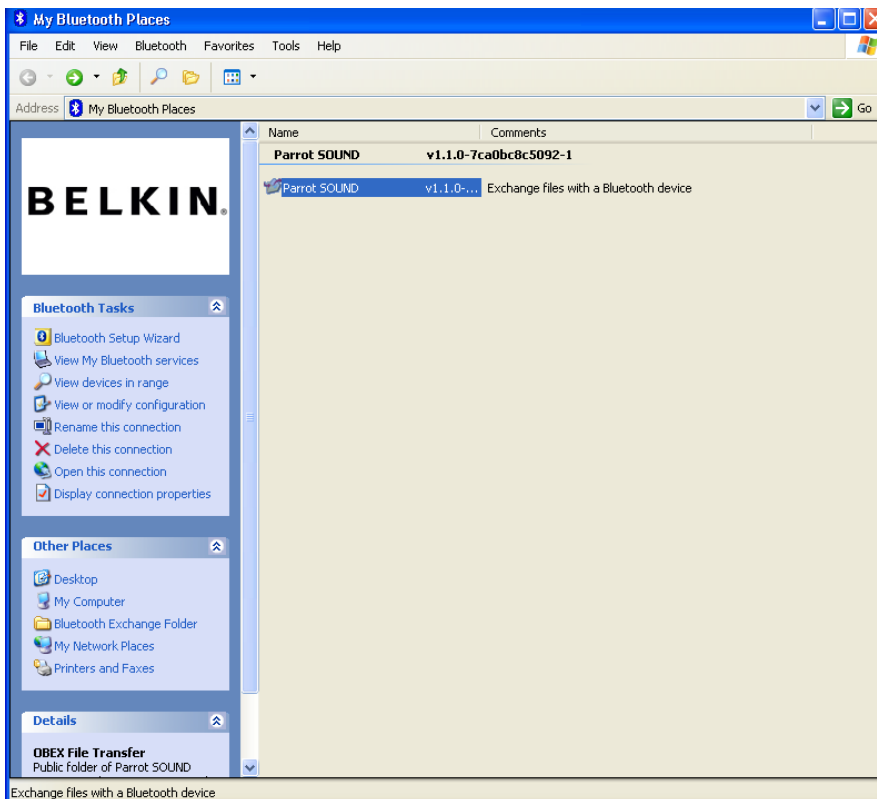 My Bluetooth Places
File Edit View Bluetooth Favorites Tools Help
Address My Bluetooth Places Go
BELKIN®
Bluetooth Tasks
Bluetooth Setup Wizard
View My Bluetooth services
View devices in range
View or modify configuration
Rename this connection
Delete this connection
Open this connection
Display connection properties
Other Places
Desktop
My Computer
Bluetooth Exchange Folder
My Network Places
Printers and Faxes
Details
OBEX File Transfer
Public folder of Parrot SOUND
Name Comments
Parrot SOUND v1.1.0-7ca0bc8c5092-1
Parrot SOUND v1.1.0-... Exchange files with a Bluetooth device
Exchange files with a Bluetooth device